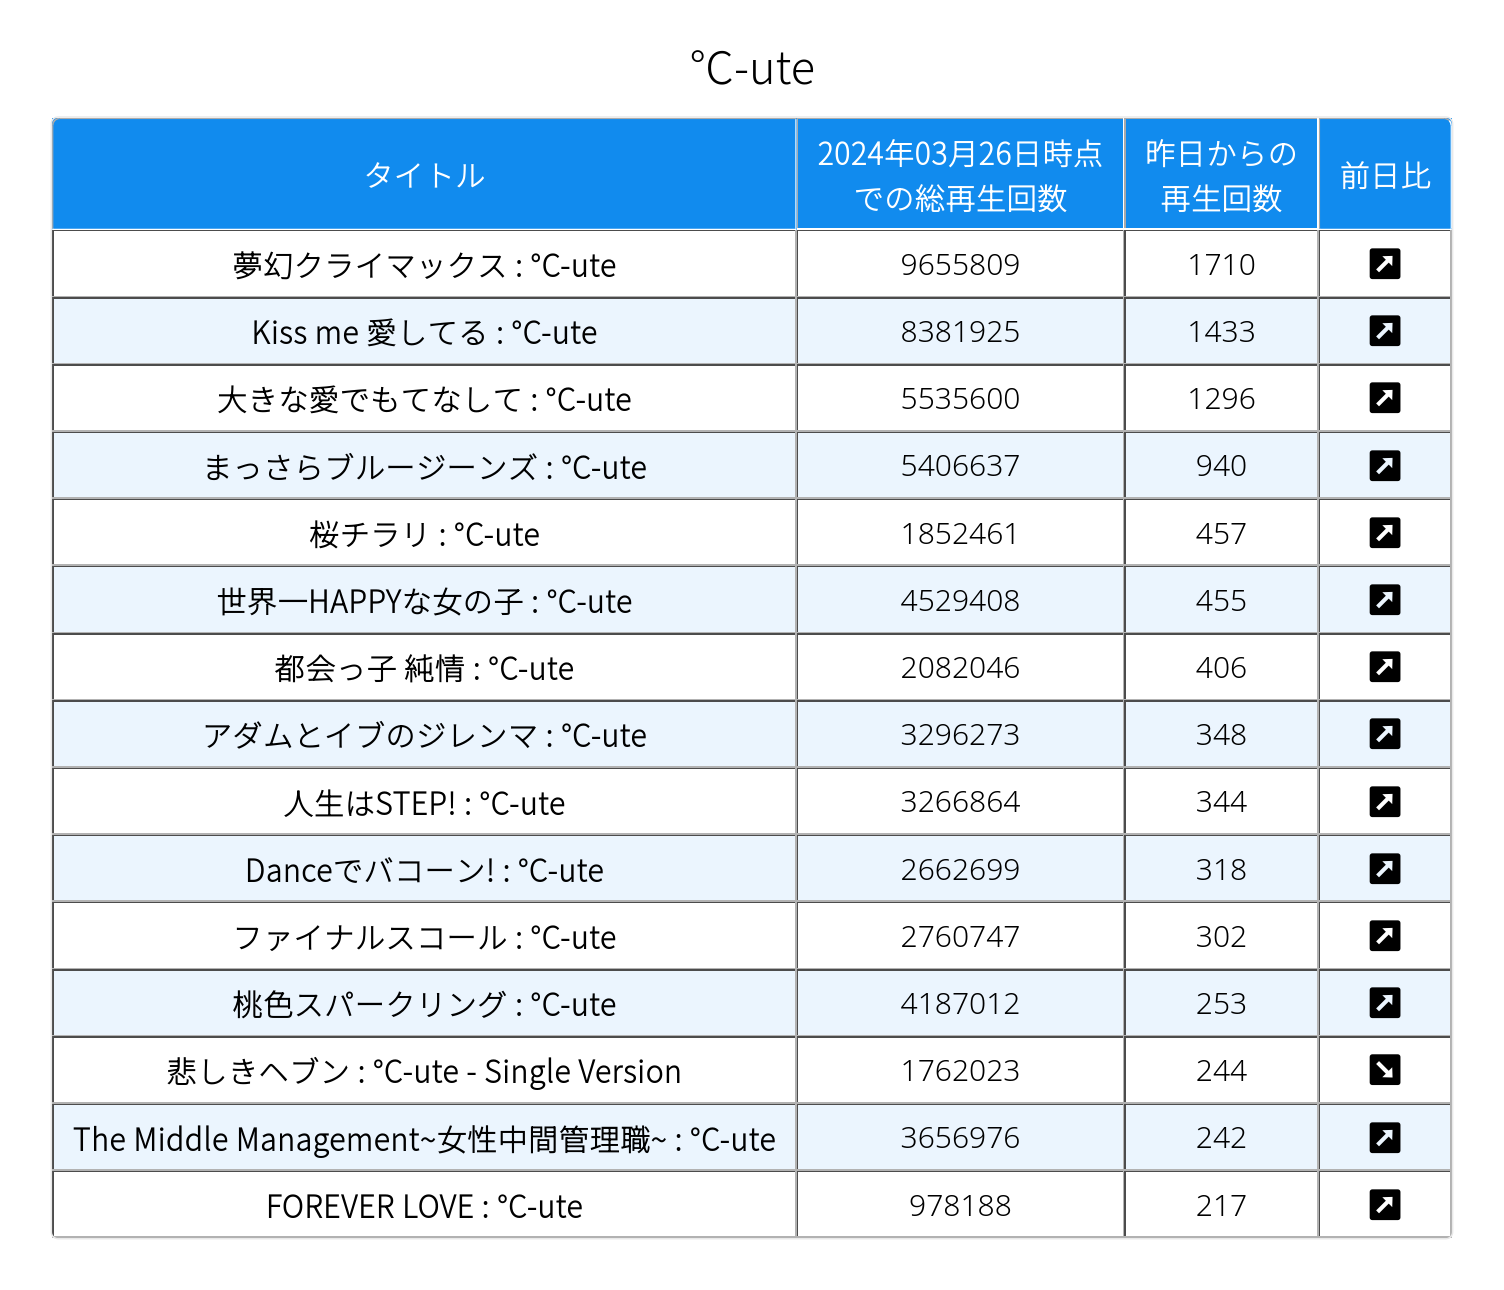 ℃-ute
タイトル 2024年03月26日時点での総再生回数 昨日からの再生回数 前日比
夢幻クライマックス : ℃-ute 9655809 1710
Kiss me 愛してる : ℃-ute 8381925 1433
大きな愛でもてなして : ℃-ute 5535600 1296
まっさらブルージーンズ : ℃-ute 5406637 940
桜チラリ : ℃-ute 1852461 457
世界一HAPPYな女の子 : ℃-ute 4529408 455
都会っ子 純情 : ℃-ute 2082046 406
アダムとイブのジレンマ : ℃-ute 3296273 348
人生はSTEP! : ℃-ute 3266864 344
Danceでバコーン! : ℃-ute 2662699 318
ファイナルスコール : ℃-ute 2760747 302
桃色スパークリング : ℃-ute 4187012 253
悲しきヘブン : ℃-ute - Single Version 1762023 244
The Middle Management~女性中間管理職~ : ℃-ute 3656976 242
FOREVER LOVE : ℃-ute 978188 217